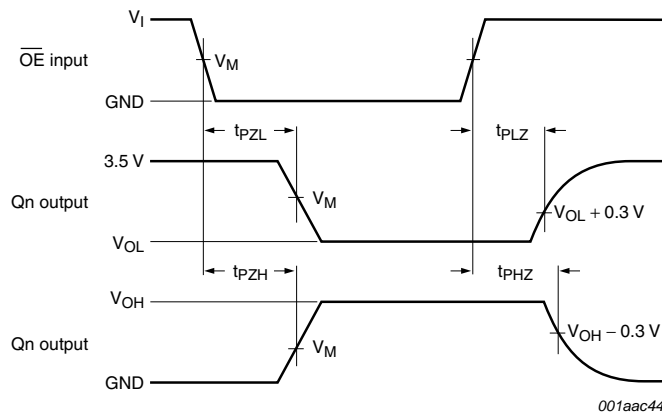 V_I
OE input
V_M
GND
t_PZL
t_PLZ
3.5 V
Qn output
V_M
V_OL + 0.3 V
V_OL
t_PZH
t_PHZ
V_OH
Qn output
V_M
V_OH − 0.3 V
GND
001aac44